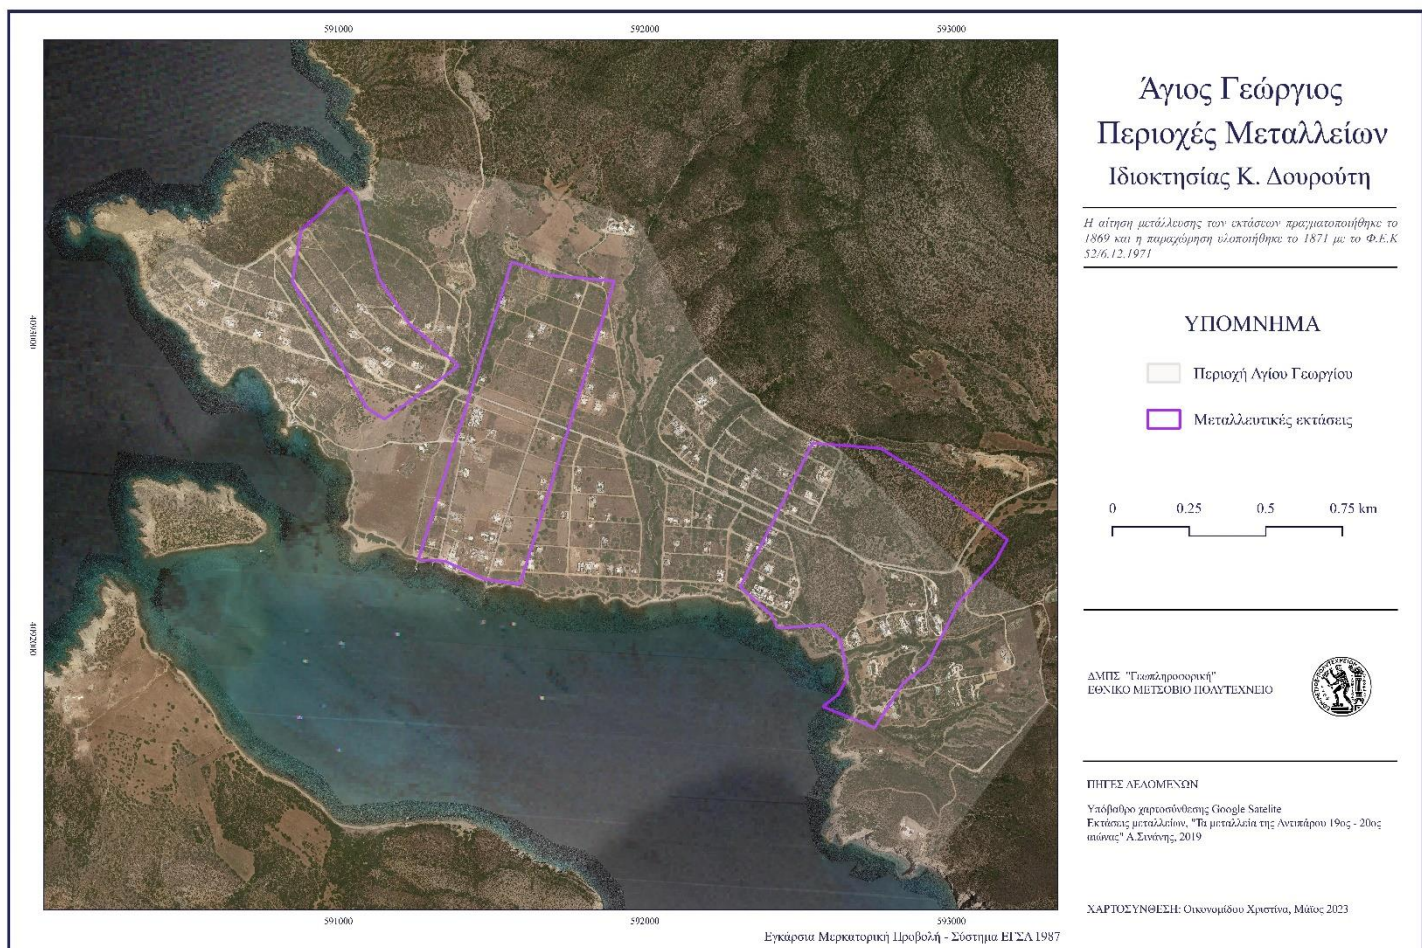 591000
592000
593000
Άγιος Γεώργιος
Περιοχές Μεταλλείων
Ιδιοκτησίας Κ. Δουρούτη
Η αίτηση μετάλλευσης των εκτάσεων πραγματοποιήθηκε το
1869 και η παραχώρηση υλοποιήθηκε το 1871 με το Φ.Ε.Κ
52/6.12.1971
4093000
ΥΠΟΜΝΗΜΑ
Περιοχή Αγίου Γεωργίου
Μεταλλευτικές εκτάσεις
0 0.25 0.5 0.75 km
4092000
ΔΜΠΣ "Γεωπληροφορική"
ΕΘΝΙΚΟ ΜΕΤΣΟΒΙΟ ΠΟΛΥΤΕΧΝΕΙΟ
ΠΗΓΕΣ ΔΕΔΟΜΕΝΩΝ
Υπόβαθρο χαρτοσύνθεσης Google Satelite
Εκτάσεις μεταλλείων, "Τα μεταλλεία της Αντιπάρου 19ος - 20ος
αιώνας" Α.Σινάνης, 2019
ΧΑΡΤΟΣΥΝΘΕΣΗ: Οικονομίδου Χριστίνα, Μάϊος 2023
591000
592000
593000
Εγκάρσια Μερκατορική Προβολή - Σύστημα ΕΓΣΑ 1987